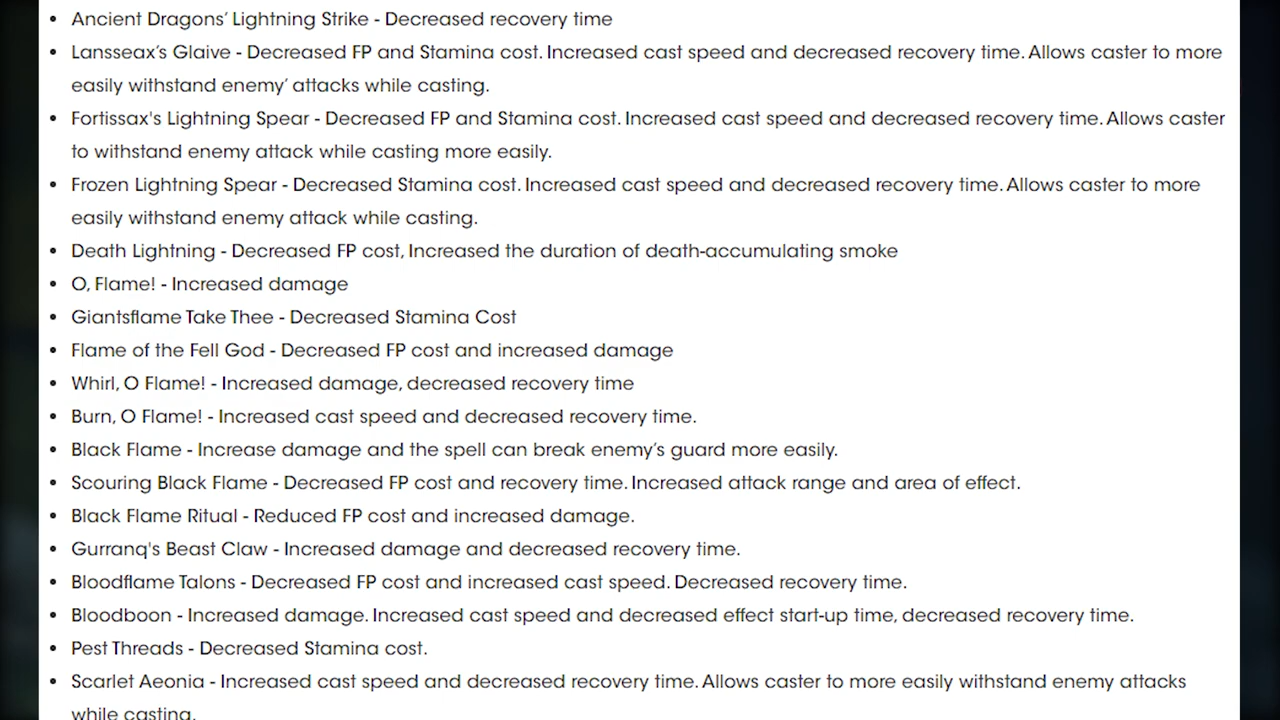 • Ancient Dragons’ Lightning Strike - Decreased recovery time
• Lansseax’s Glaive - Decreased FP and Stamina cost. Increased cast speed and decreased recovery time. Allows caster to more
easily withstand enemy’ attacks while casting.
• Fortissax's Lightning Spear - Decreased FP and Stamina cost. Increased cast speed and decreased recovery time. Allows caster
to withstand enemy attack while casting more easily.
• Frozen Lightning Spear - Decreased Stamina cost. Increased cast speed and decreased recovery time. Allows caster to more
easily withstand enemy attack while casting.
• Death Lightning - Decreased FP cost, Increased the duration of death-accumulating smoke
• O, Flame! - Increased damage
• Giantsflame Take Thee - Decreased Stamina Cost
• Flame of the Fell God - Decreased FP cost and increased damage
• Whirl, O Flame! - Increased damage, decreased recovery time
• Burn, O Flame! - Increased cast speed and decreased recovery time.
• Black Flame - Increase damage and the spell can break enemy’s guard more easily.
• Scouring Black Flame - Decreased FP cost and recovery time. Increased attack range and area of effect.
• Black Flame Ritual - Reduced FP cost and increased damage.
• Gurranq's Beast Claw - Increased damage and decreased recovery time.
• Bloodflame Talons - Decreased FP cost and increased cast speed. Decreased recovery time.
• Bloodboon - Increased damage. Increased cast speed and decreased effect start-up time, decreased recovery time.
• Pest Threads - Decreased Stamina cost.
• Scarlet Aeonia - Increased cast speed and decreased recovery time. Allows caster to more easily withstand enemy attacks
while casting.